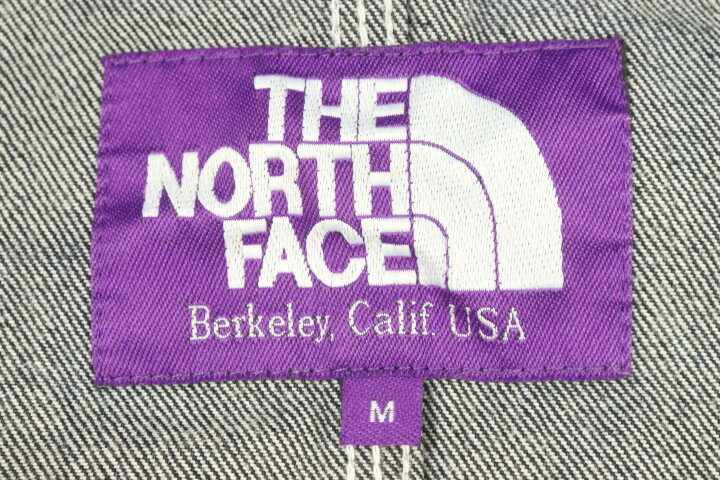 THE
NORTH
FACE
Berkeley, Calif. USA
M